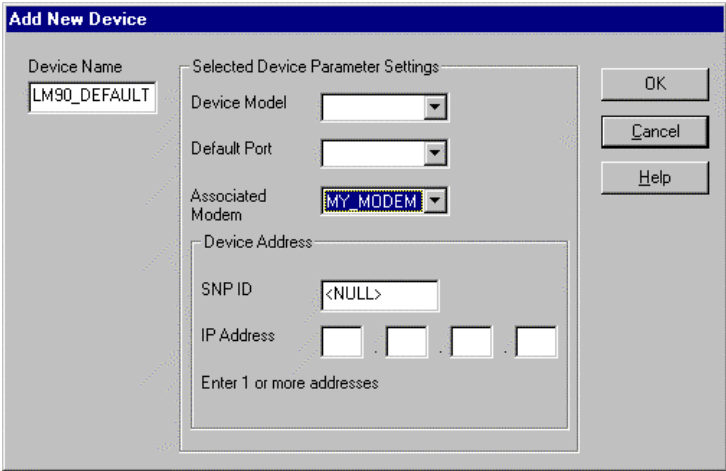 Add New Device
Device Name
LM90_DEFAULT
Selected Device Parameter Settings
Device Model
Default Port
Associated
Modem
MY_MODEM
Device Address
SNP ID
<NULL>
IP Address
. . .
Enter 1 or more addresses
OK
Cancel
Help